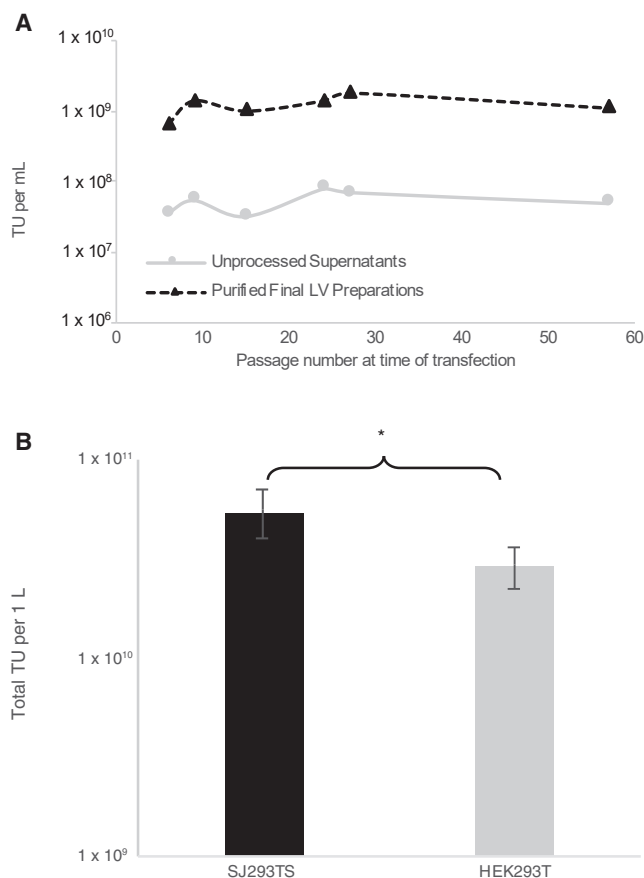 A
1 x 10¹⁰
1 x 10⁹
1 x 10⁸
1 x 10⁷
1 x 10⁶
TU per mL
Unprocessed Supernatants
Purified Final LV Preparations
0 10 20 30 40 50 60
Passage number at time of transfection
B
*
1 x 10¹¹
1 x 10¹⁰
1 x 10⁹
Total TU per 1 L
SJ293TS HEK293T